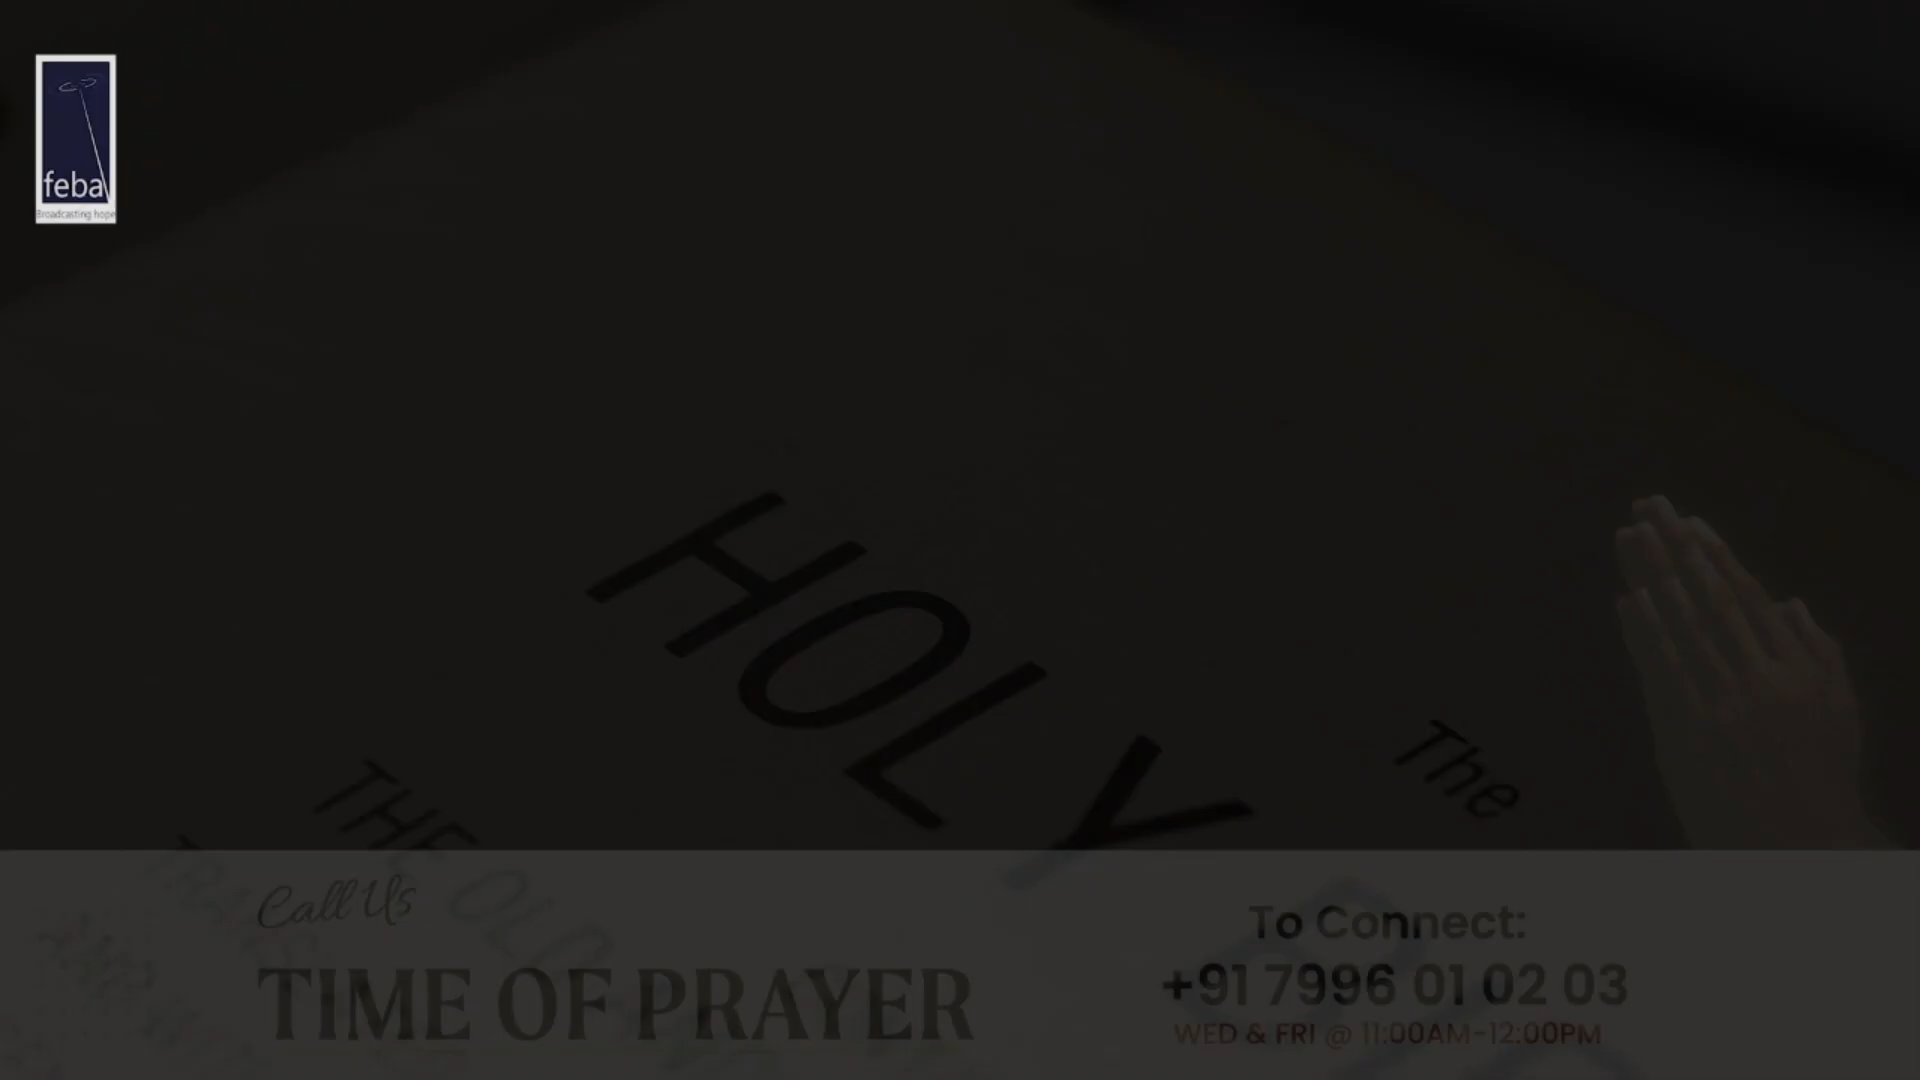 feba
Broadcasting hope
HOLY
The
THE OLD
Call Us
TIME OF PRAYER
To Connect:
+91 7996 01 02 03
WED & FRI @ 11:00AM-12:00PM